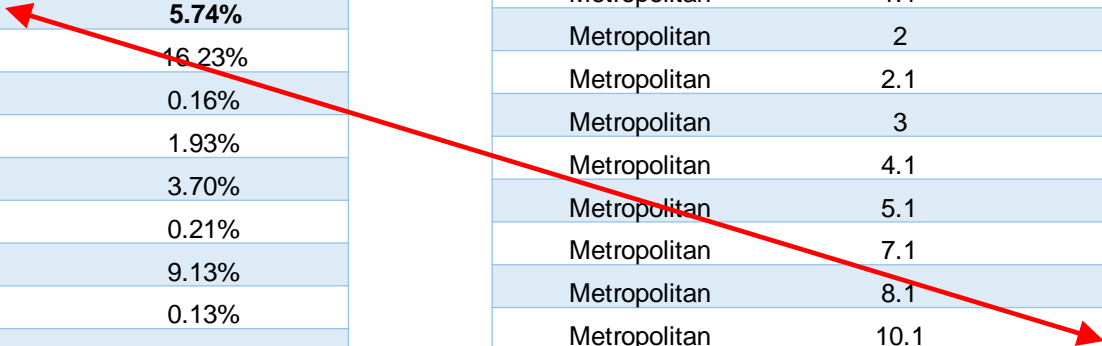 5.74%
16.23%
0.16%
1.93%
3.70%
0.21%
9.13%
0.13%
Metropolitan 2
Metropolitan 2.1
Metropolitan 3
Metropolitan 4.1
Metropolitan 5.1
Metropolitan 7.1
Metropolitan 8.1
Metropolitan 10.1